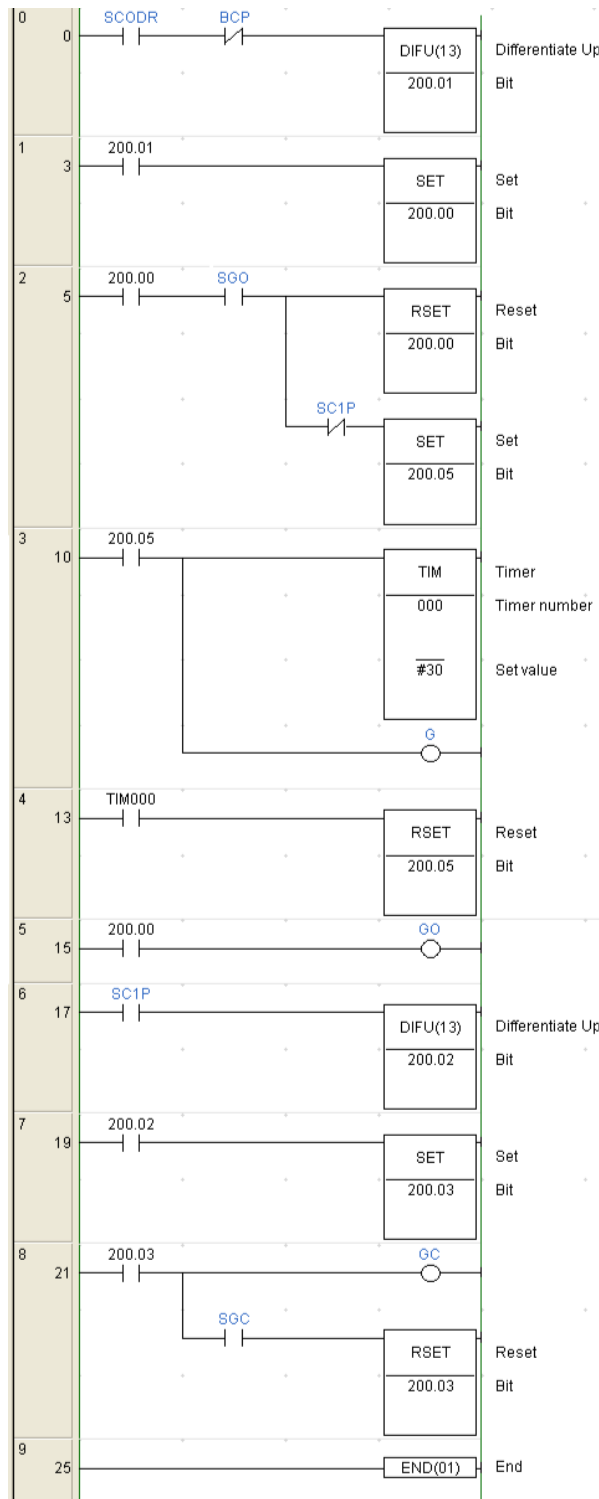 0
SCODR BCP
0
DIFU(13) Differentiate Up
200.01 Bit
1
200.01
3
SET Set
200.00 Bit
2
200.00 SGO
5
RSET Reset
200.00 Bit
SC1P
SET Set
200.05 Bit
3
200.05
10
TIM Timer
000 Timer number
#30 Set value
G
4
TIM000
13
RSET Reset
200.05 Bit
5
200.00 GO
15
6
SC1P
17
DIFU(13) Differentiate Up
200.02 Bit
7
200.02
19
SET Set
200.03 Bit
8
200.03 GC
21
SGC
RSET Reset
200.03 Bit
9
25
END(01) End